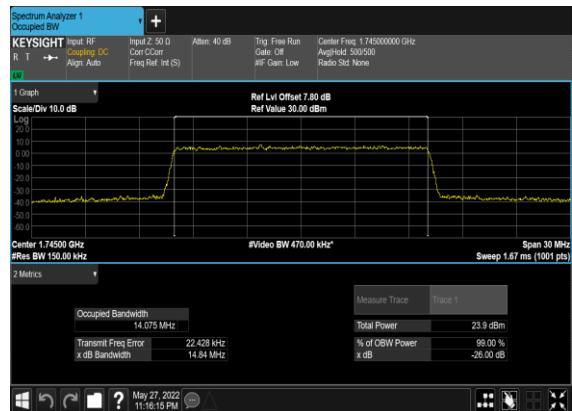 Spectrum Analyzer 1
Occupied BW
+
KEYSIGHT
R T
LW
Input: RF
Coupling: DC
Align: Auto
Input Z: 50 Ω
Corr CCorr
Freq Ref: Int (S)
Atten: 40 dB
Trig: Free Run
Gate: Off
#IF Gain: Low
Center Freq: 1.745000000 GHz
Avg|Hold: 500/500
Radio Std: None
1 Graph
Scale/Div 10.0 dB
Ref Lvl Offset 7.80 dB
Ref Value 30.00 dBm
Log
20.0
10.0
0.00
-10.0
-20.0
-30.0
-40.0
-50.0
-60.0
Center 1.74500 GHz
#Res BW 150.00 kHz
#Video BW 470.00 kHz*
Span 30 MHz
Sweep 1.67 ms (1001 pts)
2 Metrics
Measure Trace Trace 1
Occupied Bandwidth
14.075 MHz
Total Power 23.9 dBm
Transmit Freq Error 22.428 kHz
% of OBW Power 99.00 %
x dB Bandwidth 14.84 MHz
x dB -26.00 dB
?
May 27, 2022
11:16:15 PM